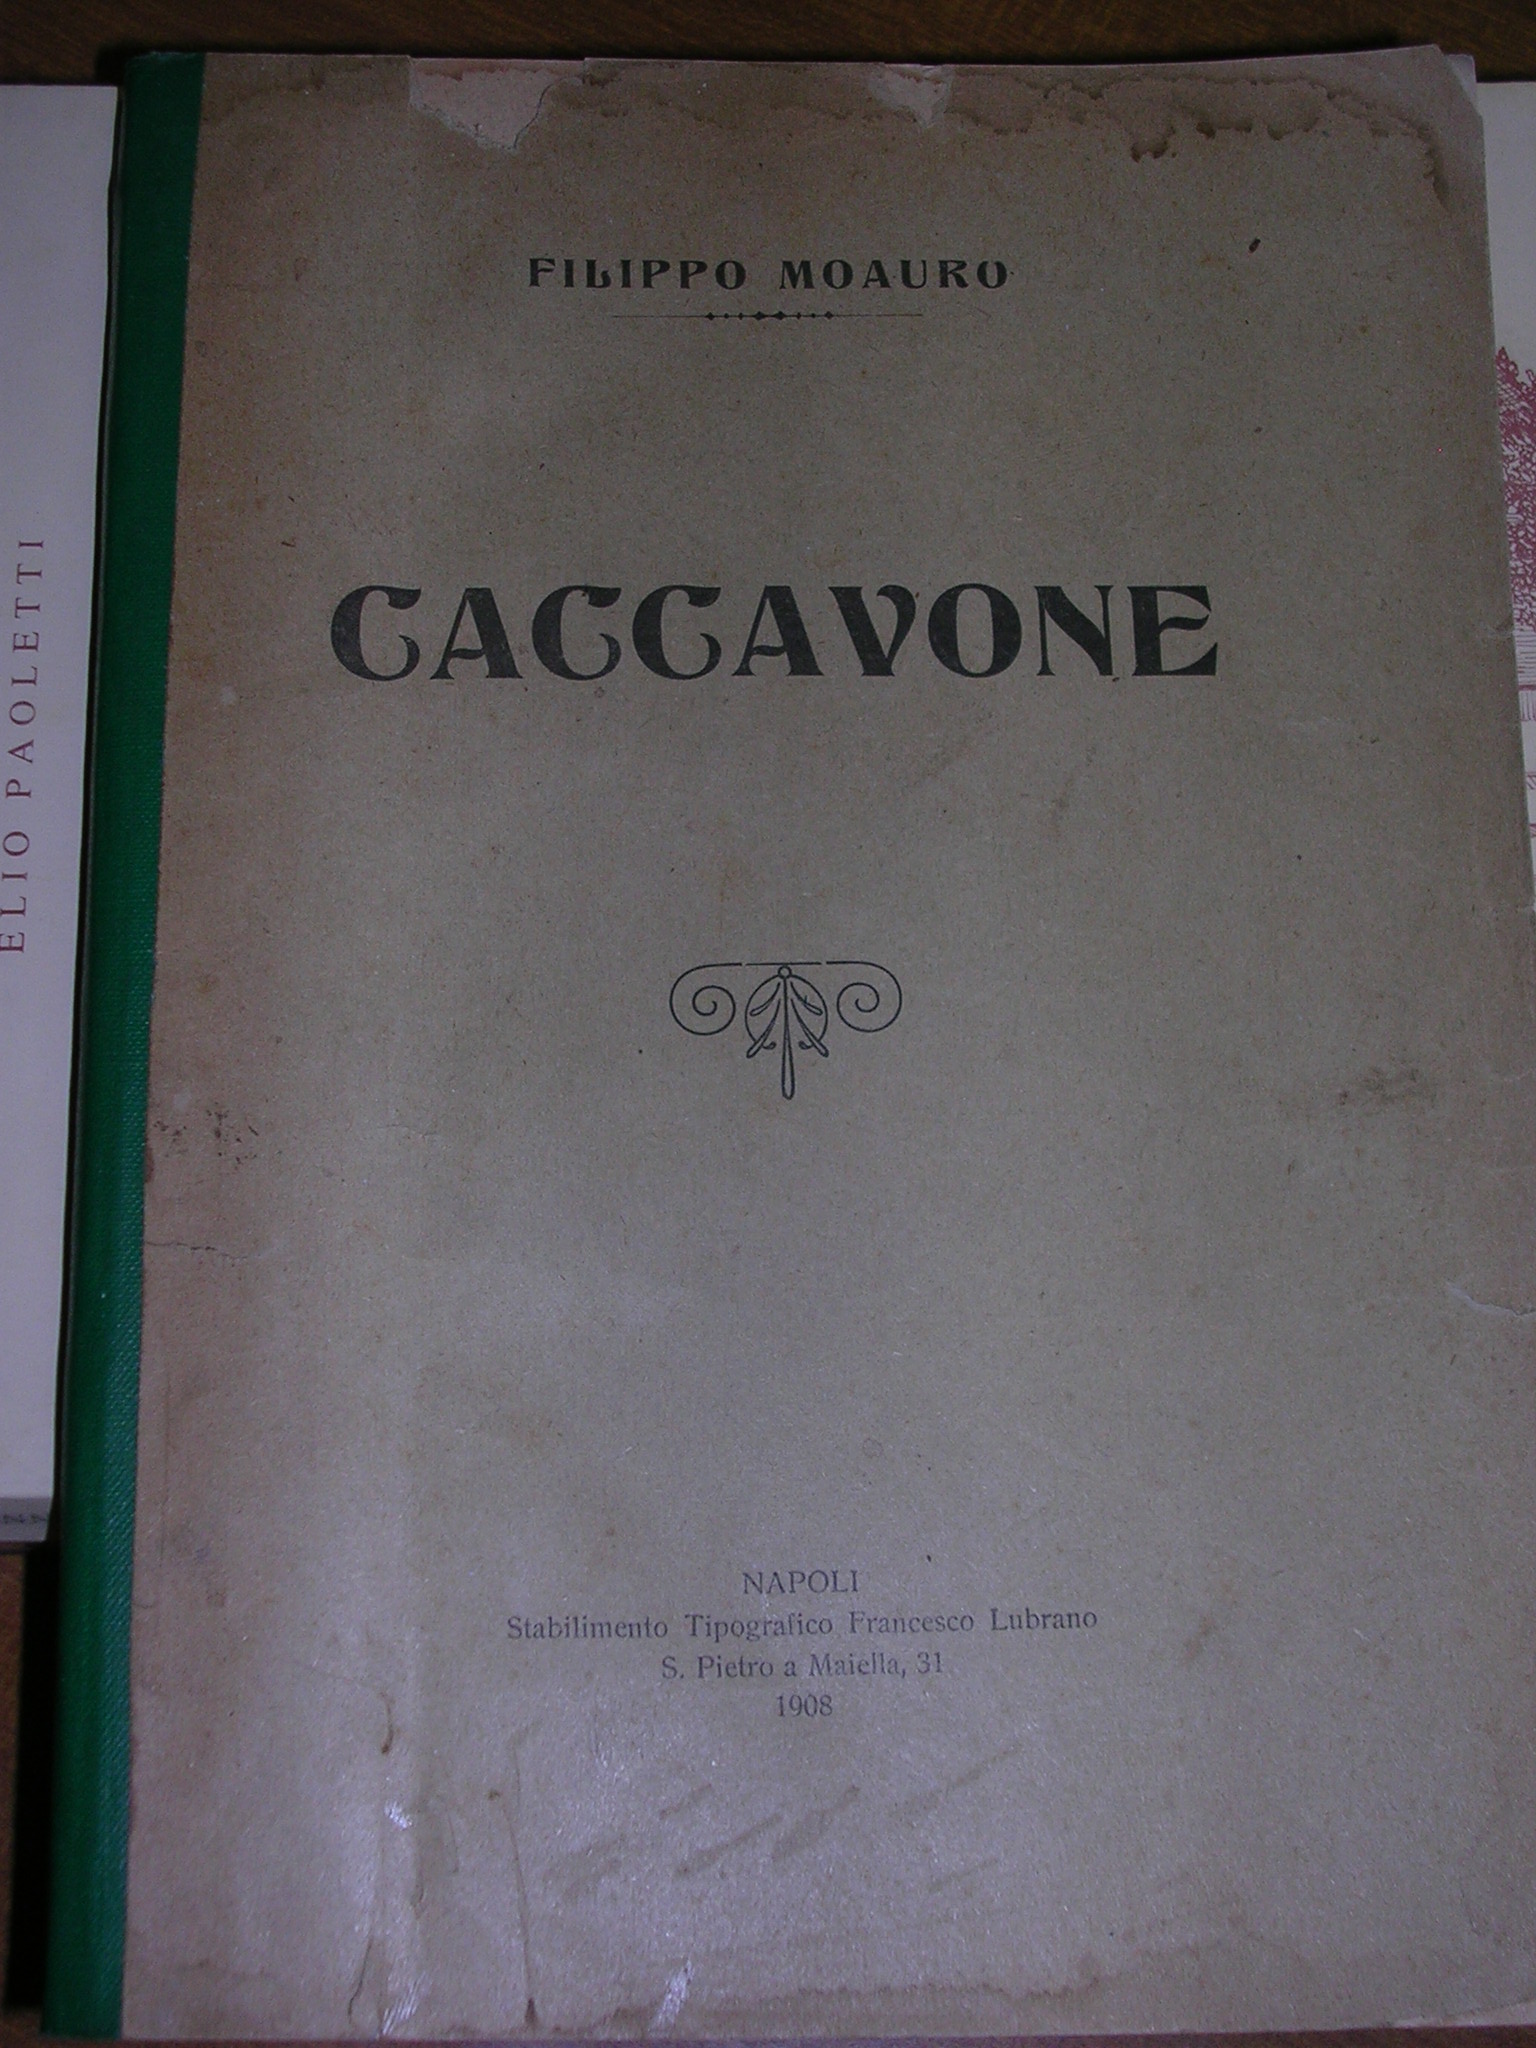 FILIPPO MOAURO
CACCAVONE
NAPOLI
Stabilimento Tipografico Francesco Lubrano
S. Pietro a Maiella, 31
1908
ELIO PAOLETTI